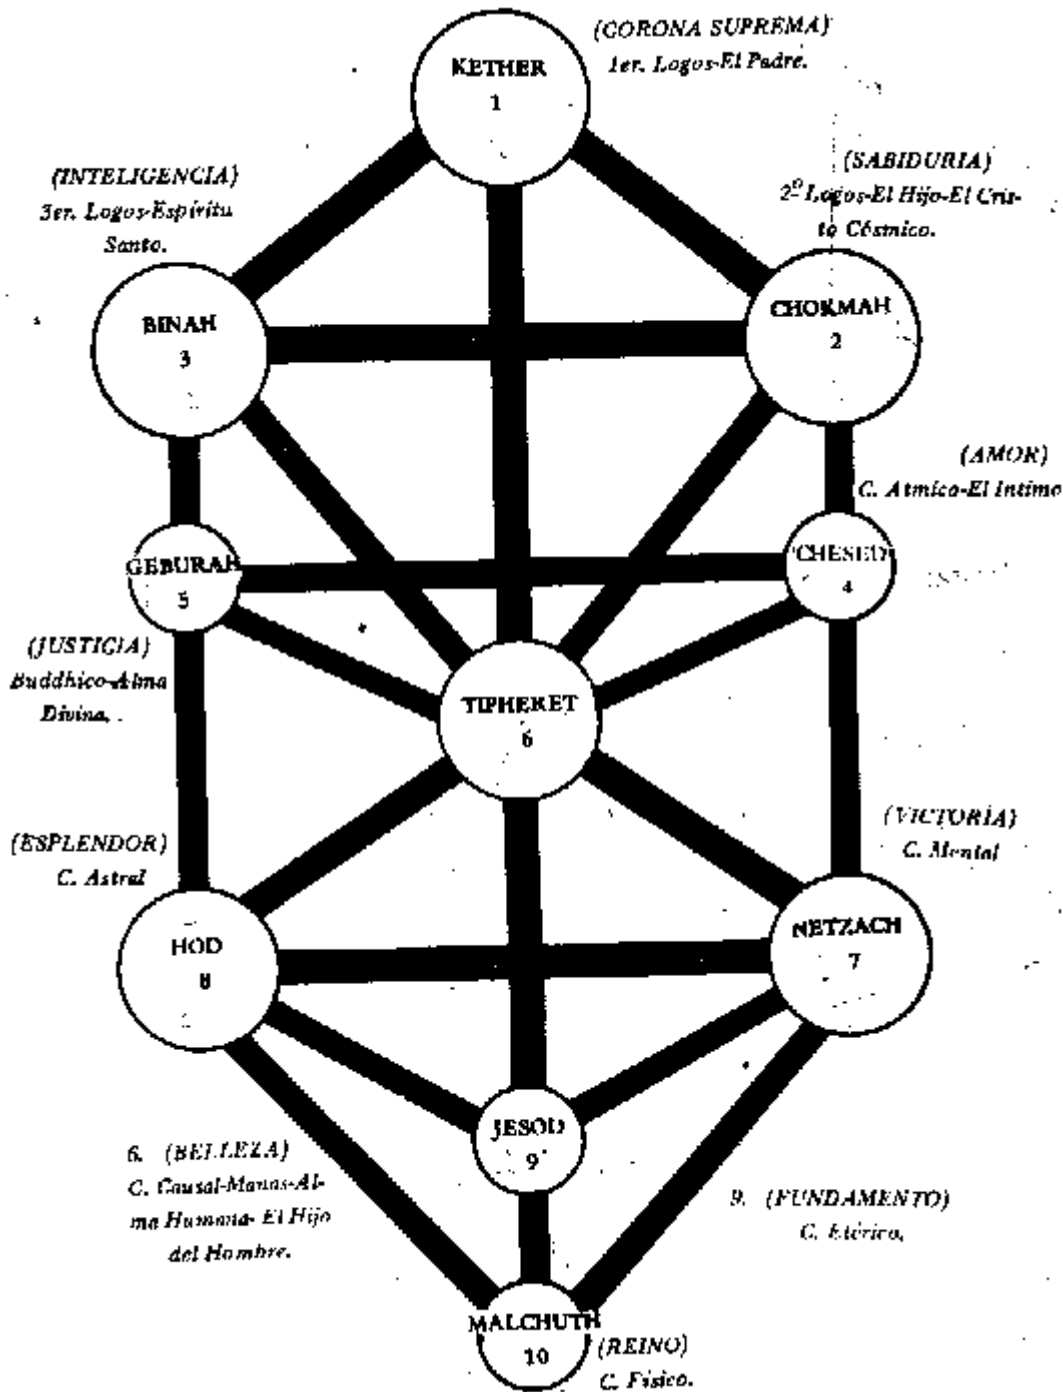 KETHER
1
(CORONA SUPREMA)
1er. Logos-El Padre.
(INTELIGENCIA)
3er. Logos-Espíritu
Santo.
(SABIDURIA)
2º Logos-El Hijo-El Cris-
to Cósmico.
BINAH
3
CHOKMAH
2
(AMOR)
C. Atmico-El Intimo
GEBURAH
5
CHESED
4
(JUSTICIA)
Buddhico-Alma
Divina.
TIPHERET
6
(ESPLENDOR)
C. Astral
(VICTORIA)
C. Mental
HOD
8
NETZACH
7
JESOD
9
6. (BELLEZA)
C. Causal-Manas-Al-
ma Humana- El Hijo
del Hombre.
9. (FUNDAMENTO)
C. Etérico.
MALCHUTH
10
(REINO)
C. Físico.